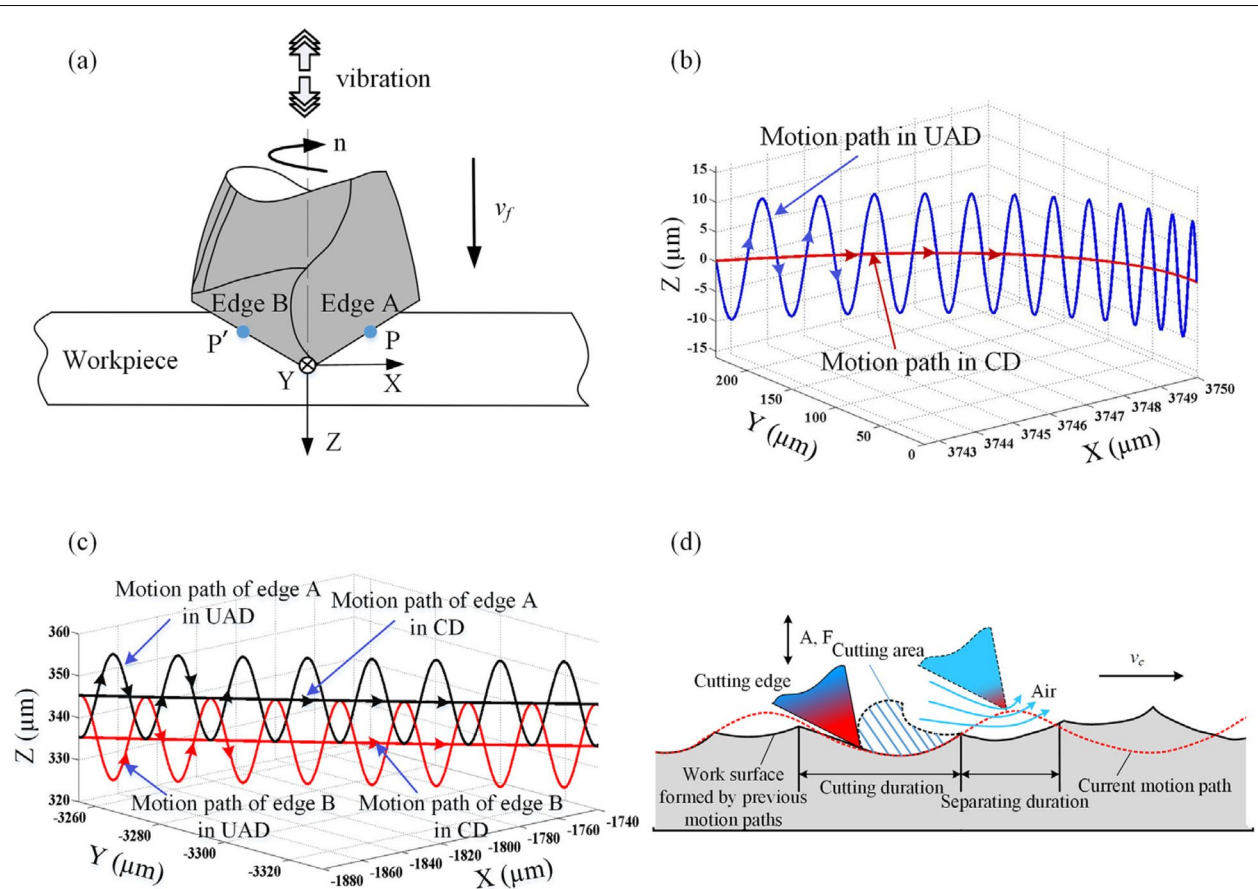 (a)
vibration
n
v_f
Edge B
Edge A
P′
P
Workpiece
Y
X
Z
(b)
15
10
5
0
-5
-10
-15
Z (μm)
Motion path in UAD
Motion path in CD
200
150
100
50
0
Y (μm)
3743
3744
3745
3746
3747
3748
3749
3750
X (μm)
(c)
Motion path of edge A
in UAD
Motion path of edge A
in CD
360
350
340
330
320
Z (μm)
Motion path of edge B
in UAD
Motion path of edge B
in CD
-3260
-3280
-3300
-3320
Y (μm)
-1880
-1860
-1840
-1820
-1800
-1780
-1760
-1740
X (μm)
(d)
A, F
Cutting area
v_c
Cutting edge
Air
Work surface
formed by previous
motion paths
Cutting duration
Separating duration
Current motion path